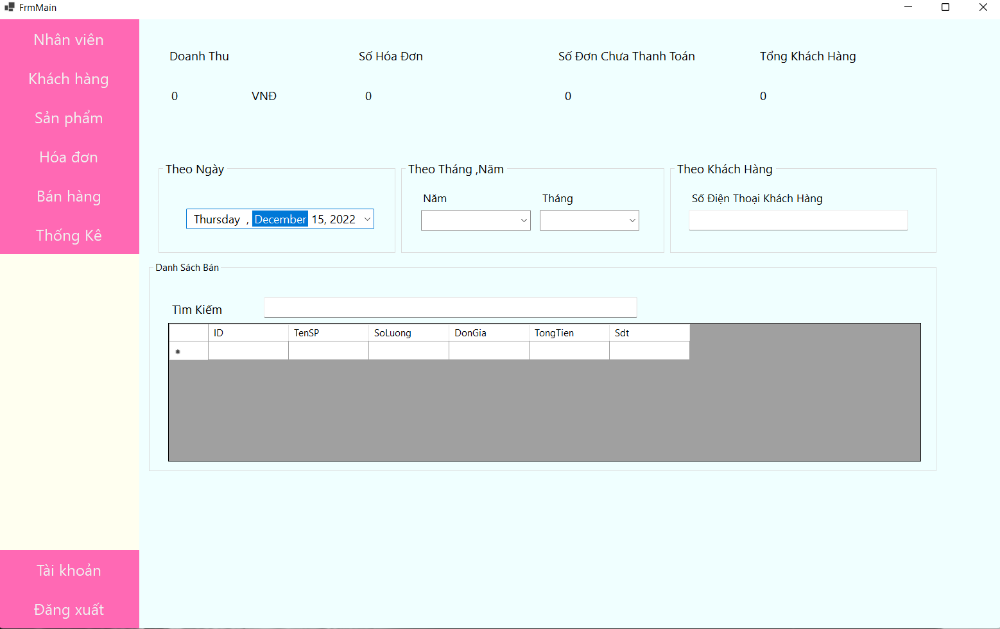 FrmMain
Nhân viên
Khách hàng
Sản phẩm
Hóa đơn
Bán hàng
Thống Kê
Tài khoản
Đăng xuất
Doanh Thu Số Hóa Đơn Số Đơn Chưa Thanh Toán Tổng Khách Hàng
0 VNĐ 0 0 0
Theo Ngày Theo Tháng ,Năm Theo Khách Hàng
Năm Tháng Số Điện Thoại Khách Hàng
Thursday , December 15, 2022
Danh Sách Bán
Tìm Kiếm
ID TenSP SoLuong DonGia TongTien Sdt